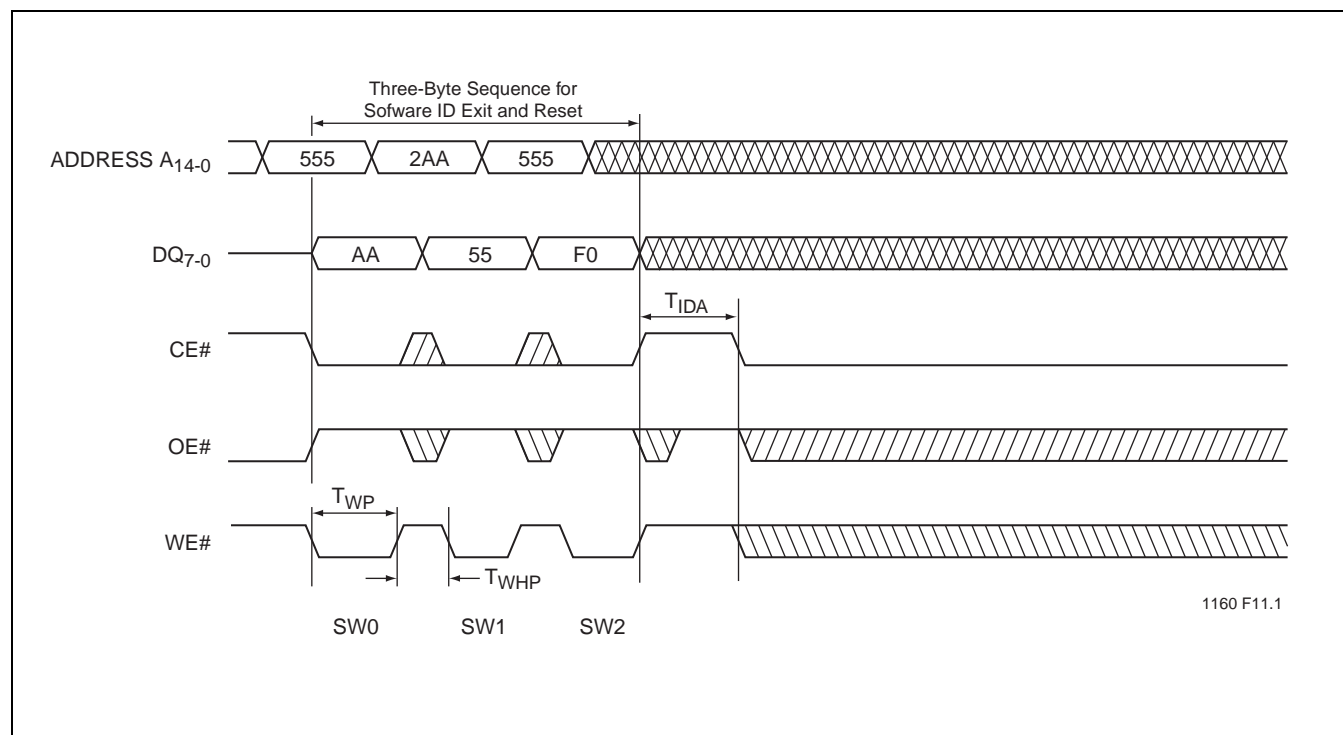 Three-Byte Sequence for
Sofware ID Exit and Reset
ADDRESS A14-0
555
2AA
555
DQ7-0
AA
55
F0
TIDA
CE#
OE#
TWP
WE#
TWHP
SW0
SW1
SW2
1160 F11.1